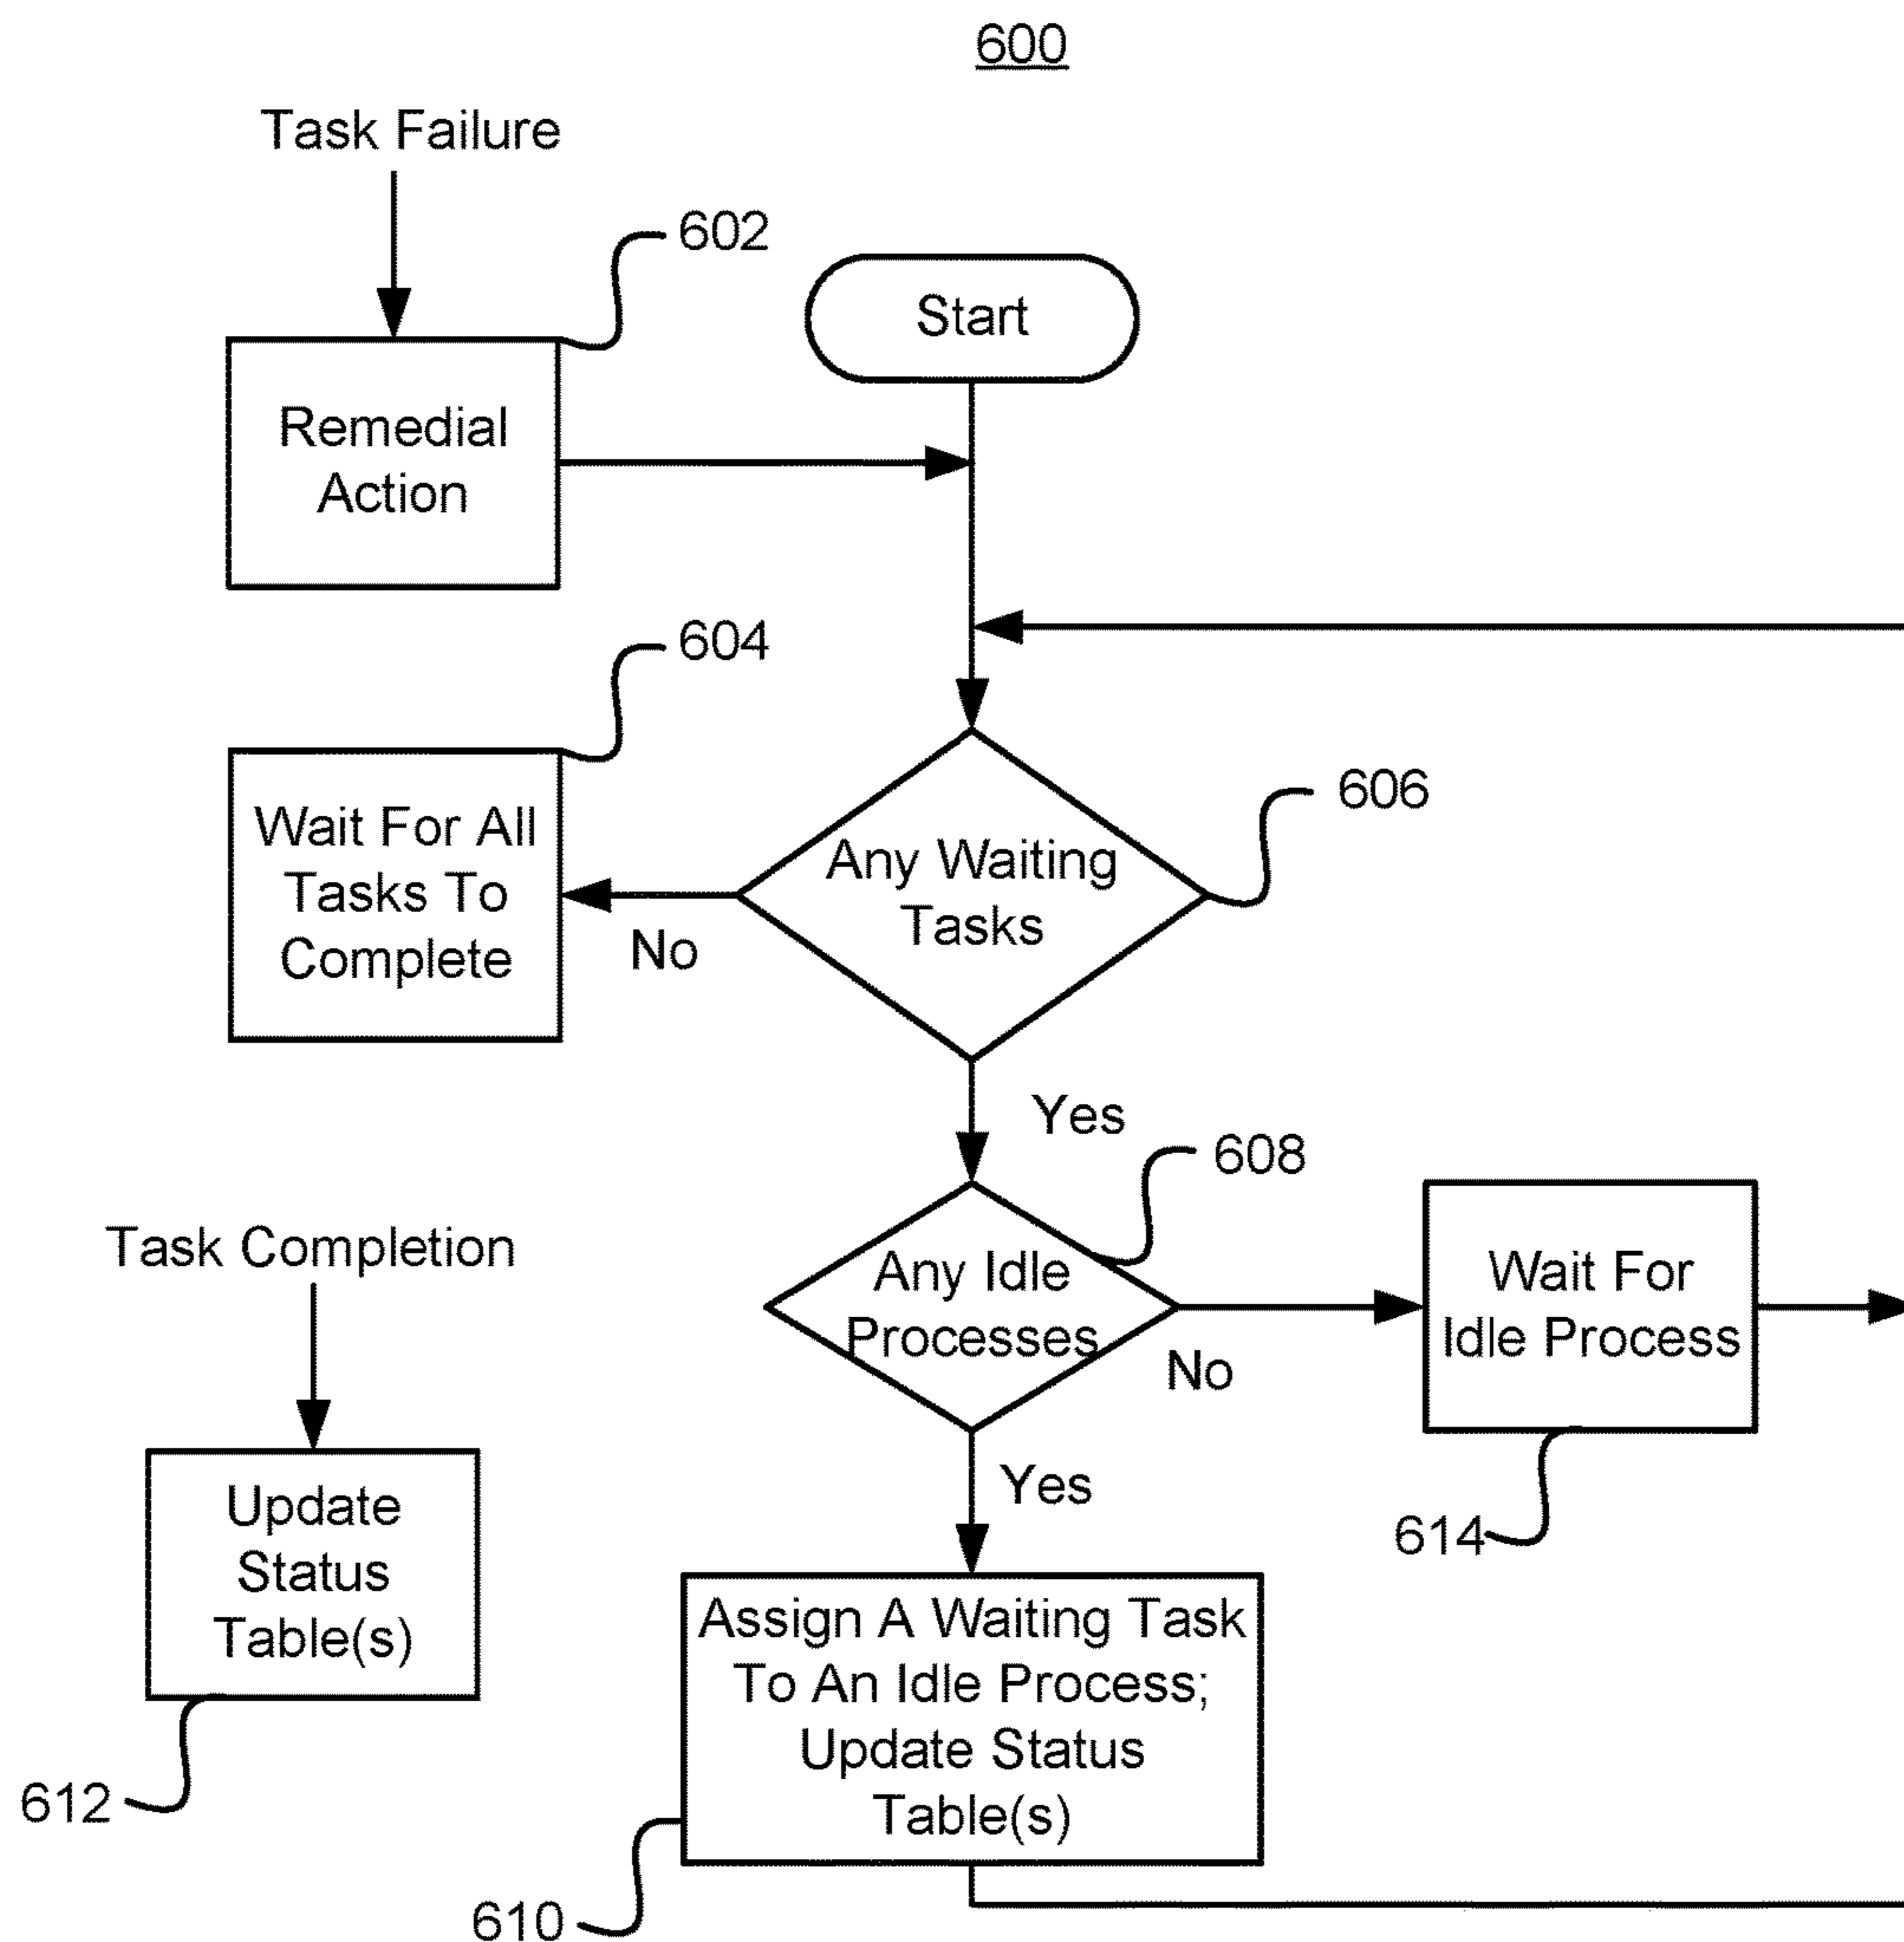 600
Task Failure
602
Start
Remedial
Action
604
Wait For All
Tasks To
Complete
606
Any Waiting
Tasks
No
Yes
608
Task Completion
Any Idle
Processes
No
Wait For
Idle Process
614
Yes
Update
Status
Table(s)
612
Assign A Waiting Task
To An Idle Process;
Update Status
Table(s)
610